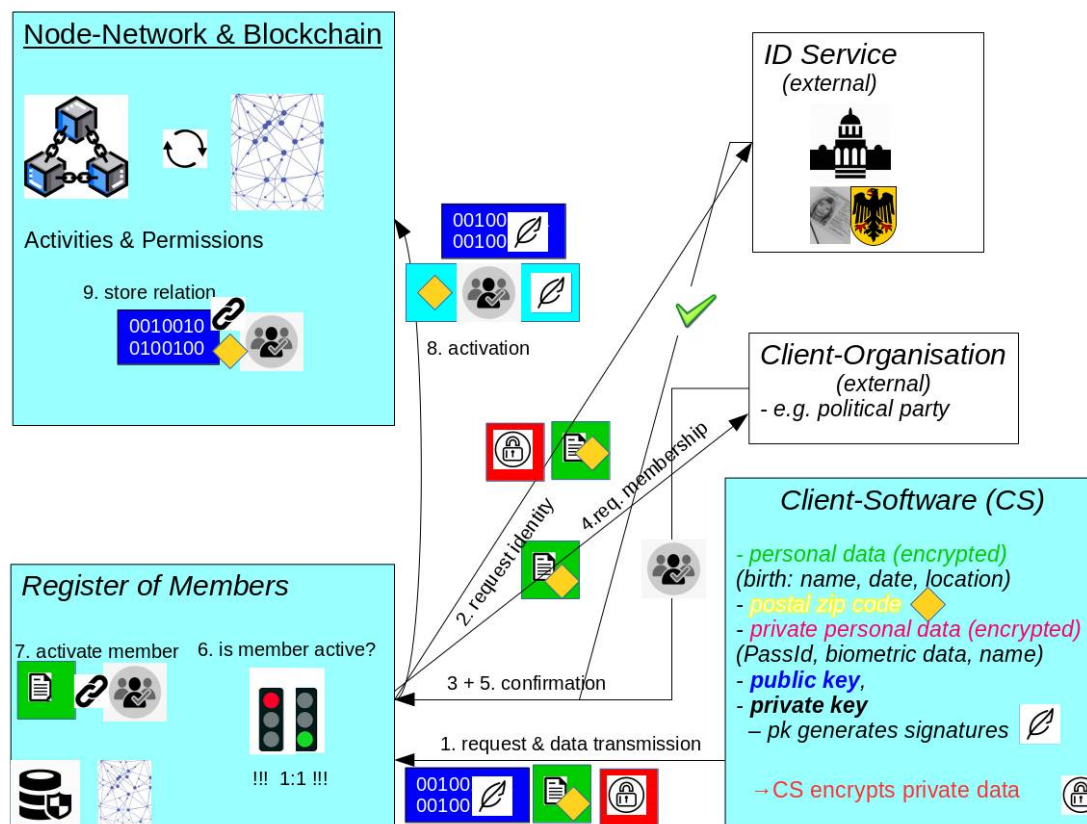 Node-Network & Blockchain
Activities & Permissions
9. store relation
0010010
0100100
00100
00100
8. activation
ID Service
(external)
Client-Organisation
(external)
- e.g. political party
2. request identity
4.req. membership
3 + 5. confirmation
1. request & data transmission
00100
00100
Register of Members
7. activate member
6. is member active?
!!! 1:1 !!!
Client-Software (CS)
- personal data (encrypted)
(birth: name, date, location)
- postal zip code
- private personal data (encrypted)
(PassId, biometric data, name)
- public key,
- private key
– pk generates signatures
→CS encrypts private data